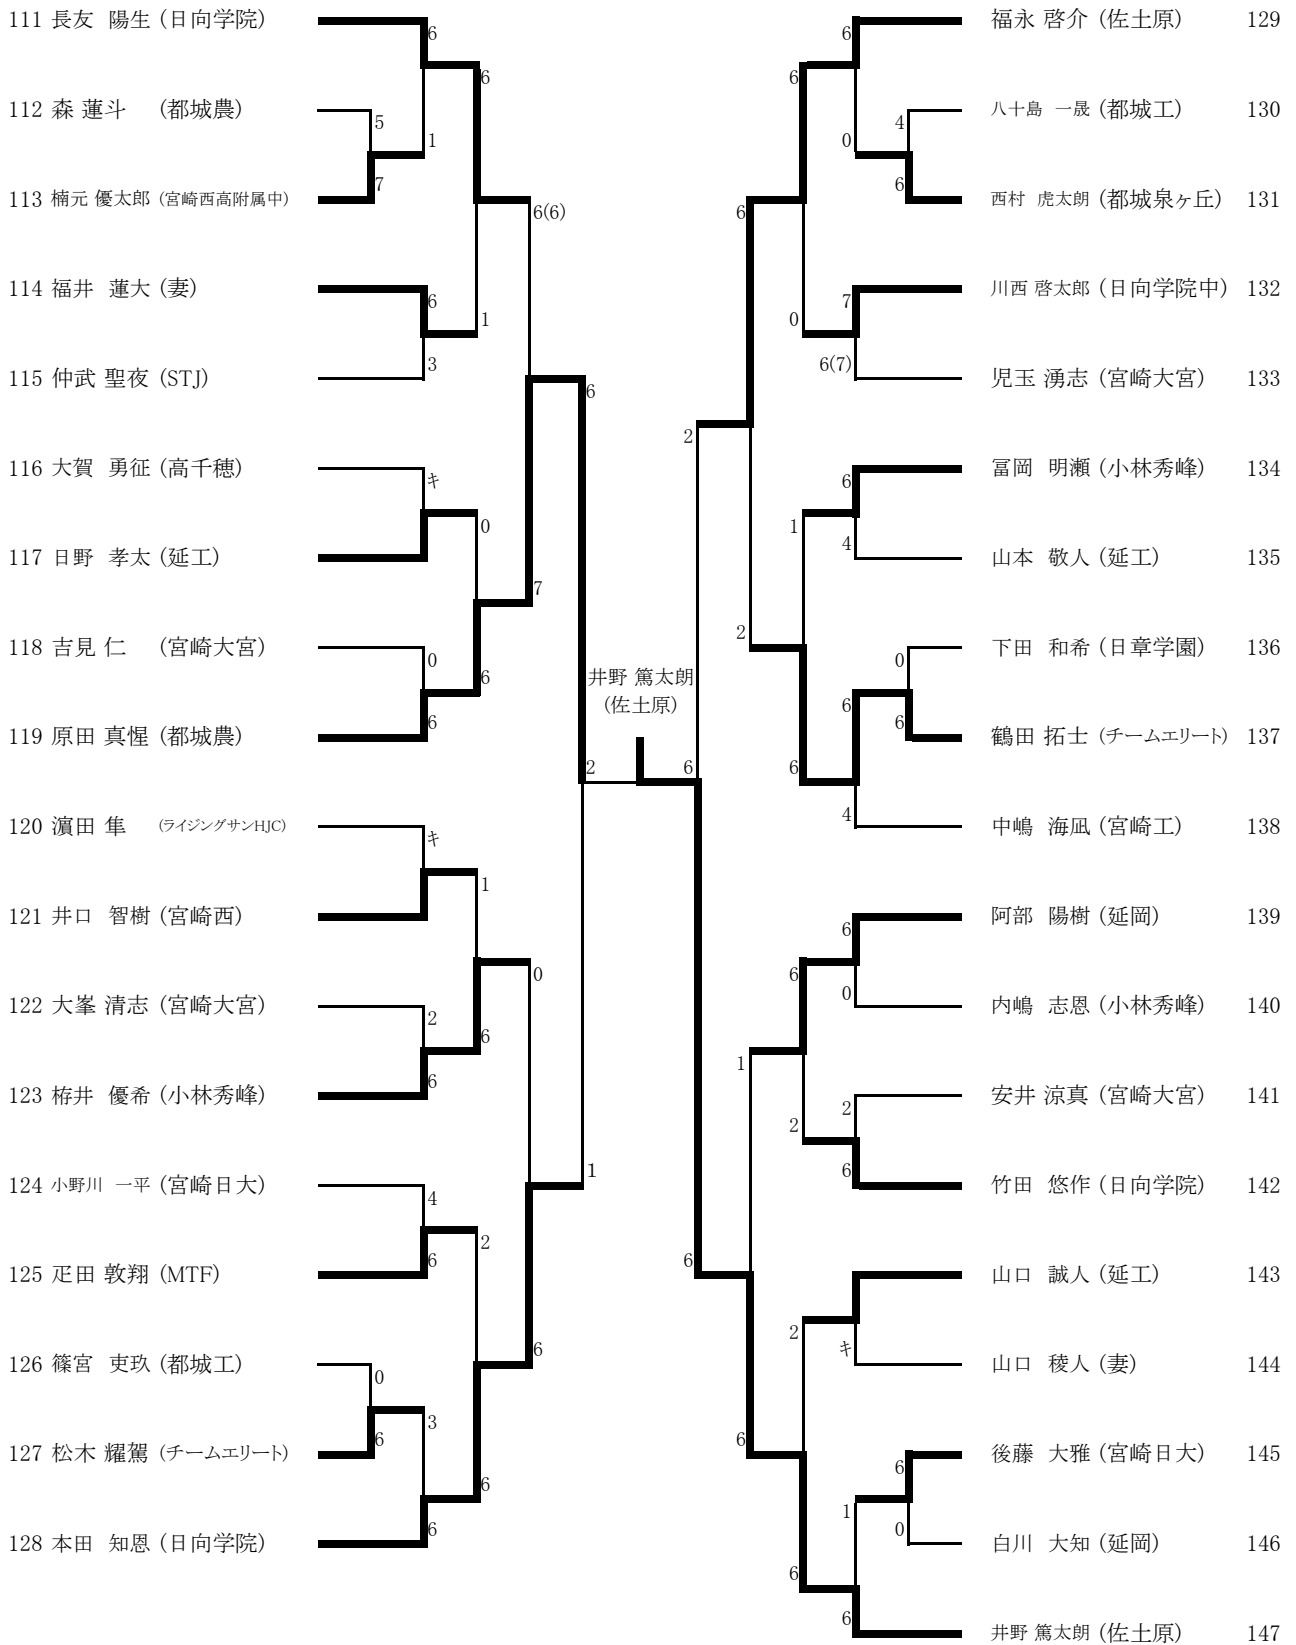 111 長友 陽生 (日向学院)
6
6
112 森 蓮斗 (都城農)
5
1
113 楠元 優太郎 (宮崎西高附属中)
7
6(6)
114 福井 蓮大 (妻)
6
1
115 仲武 聖夜 (STJ)
3
6
116 大賀 勇征 (高千穂)
キ
0
117 日野 孝太 (延工)
7
118 吉見 仁 (宮崎大宮)
0
6
119 原田 真惺 (都城農)
6
2
120 濵田 隼 (ライジングサンHJC)
キ
1
121 井口 智樹 (宮崎西)
0
122 大峯 清志 (宮崎大宮)
2
6
123 栫井 優希 (小林秀峰)
6
1
124 小野川 一平 (宮崎日大)
4
2
125 疋田 敦翔 (MTF)
6
6
126 篠宮 吏玖 (都城工)
0
3
127 松木 耀駕 (チームエリート)
6
6
128 本田 知恩 (日向学院)
6
井野 篤太朗
(佐土原)
福永 啓介 (佐土原) 129
6
6
八十島 一晟 (都城工) 130
4
0
西村 虎太朗 (都城泉ヶ丘) 131
6
6
川西 啓太郎 (日向学院中) 132
7
0
児玉 湧志 (宮崎大宮) 133
6(7)
2
冨岡 明瀬 (小林秀峰) 134
6
1
山本 敬人 (延工) 135
4
2
下田 和希 (日章学園) 136
0
6
鶴田 拓士 (チームエリート) 137
6
6
6
中嶋 海凪 (宮崎工) 138
4
阿部 陽樹 (延岡) 139
6
6
内嶋 志恩 (小林秀峰) 140
0
1
安井 涼真 (宮崎大宮) 141
2
2
竹田 悠作 (日向学院) 142
6
6
山口 誠人 (延工) 143
2
山口 稜人 (妻) 144
キ
6
後藤 大雅 (宮崎日大) 145
6
1
白川 大知 (延岡) 146
0
6
井野 篤太朗 (佐土原) 147
6